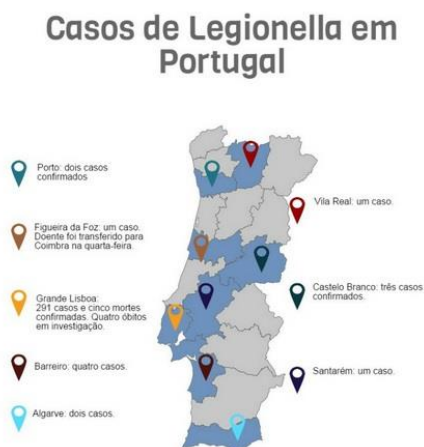 Casos de Legionella em
Portugal
Porto: dois casos
confirmados
Vila Real: um caso.
Figueira da Foz: um caso.
Doente foi transferido para
Coimbra na quarta-feira.
Grande Lisboa:
291 casos e cinco mortes
confirmadas. Quatro óbitos
em investigação.
Castelo Branco: três casos
confirmados.
Barreiro: quatro casos.
Santarém: um caso.
Algarve: dois casos.